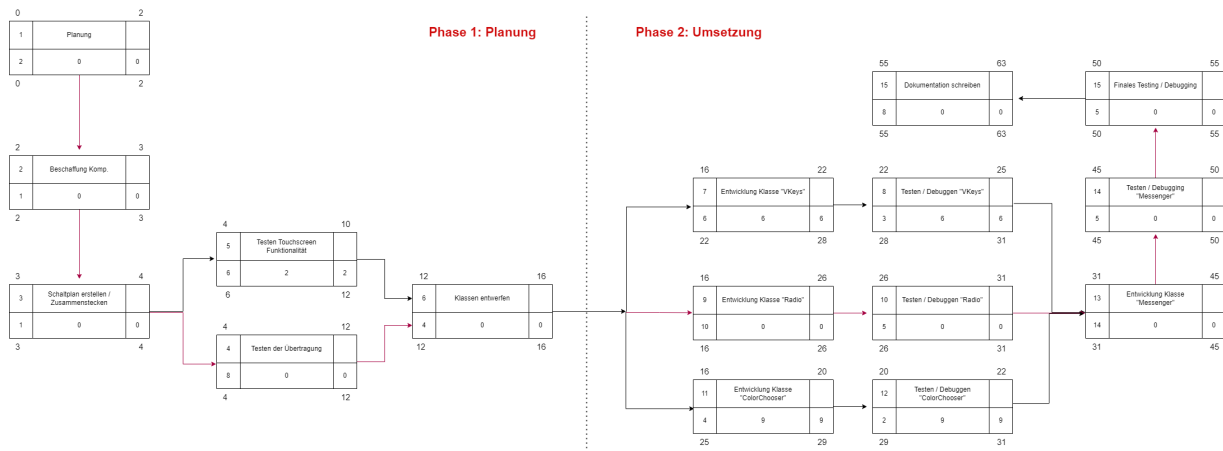 Phase 1: Planung
0 2
1 Planung
2 0 0
0 2
2 3
2 Beschaffung Komp.
1 0 0
2 3
3 4
3 Schaltplan erstellen /
Zusammenstecken
1 0 0
3 4
4 10
5 Testen Touchscreen
Funktionalität
6 2 2
6 12
4 12
4 Testen der Übertragung
8 0 0
4 12
12 16
6 Klassen entwerfen
4 0 0
12 16
Phase 2: Umsetzung
16 22
7 Entwicklung Klasse "VKeys"
6 6 6
22 28
22 25
8 Testen / Debuggen "VKeys"
3 6 6
28 31
16 26
9 Entwicklung Klasse "Radio"
10 0 0
16 26
26 31
10 Testen / Debuggen "Radio"
5 0 0
26 31
16 20
11 Entwicklung Klasse
"ColorChooser"
4 9 9
25 29
20 22
12 Testen / Debuggen
"ColorChooser"
2 9 9
29 31
31 45
13 Entwicklung Klasse
"Messenger"
14 0 0
31 45
45 50
14 Testen / Debugging
"Messenger"
5 0 0
45 50
50 55
15 Finales Testing / Debugging
5 0 0
50 55
55 63
15 Dokumentation schreiben
8 0 0
55 63